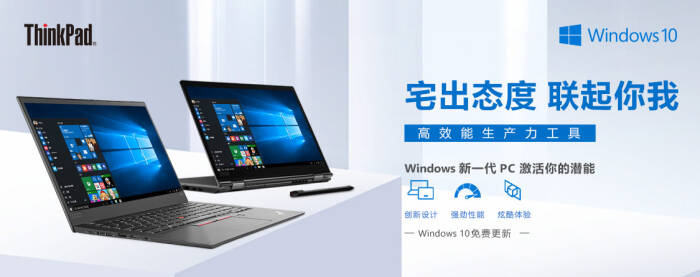 ThinkPad
Windows 10
宅出态度 联起你我
高效能生产力工具
Windows 新一代 PC 激活你的潜能
创新设计 强劲性能 炫酷体验
Windows 10免费更新